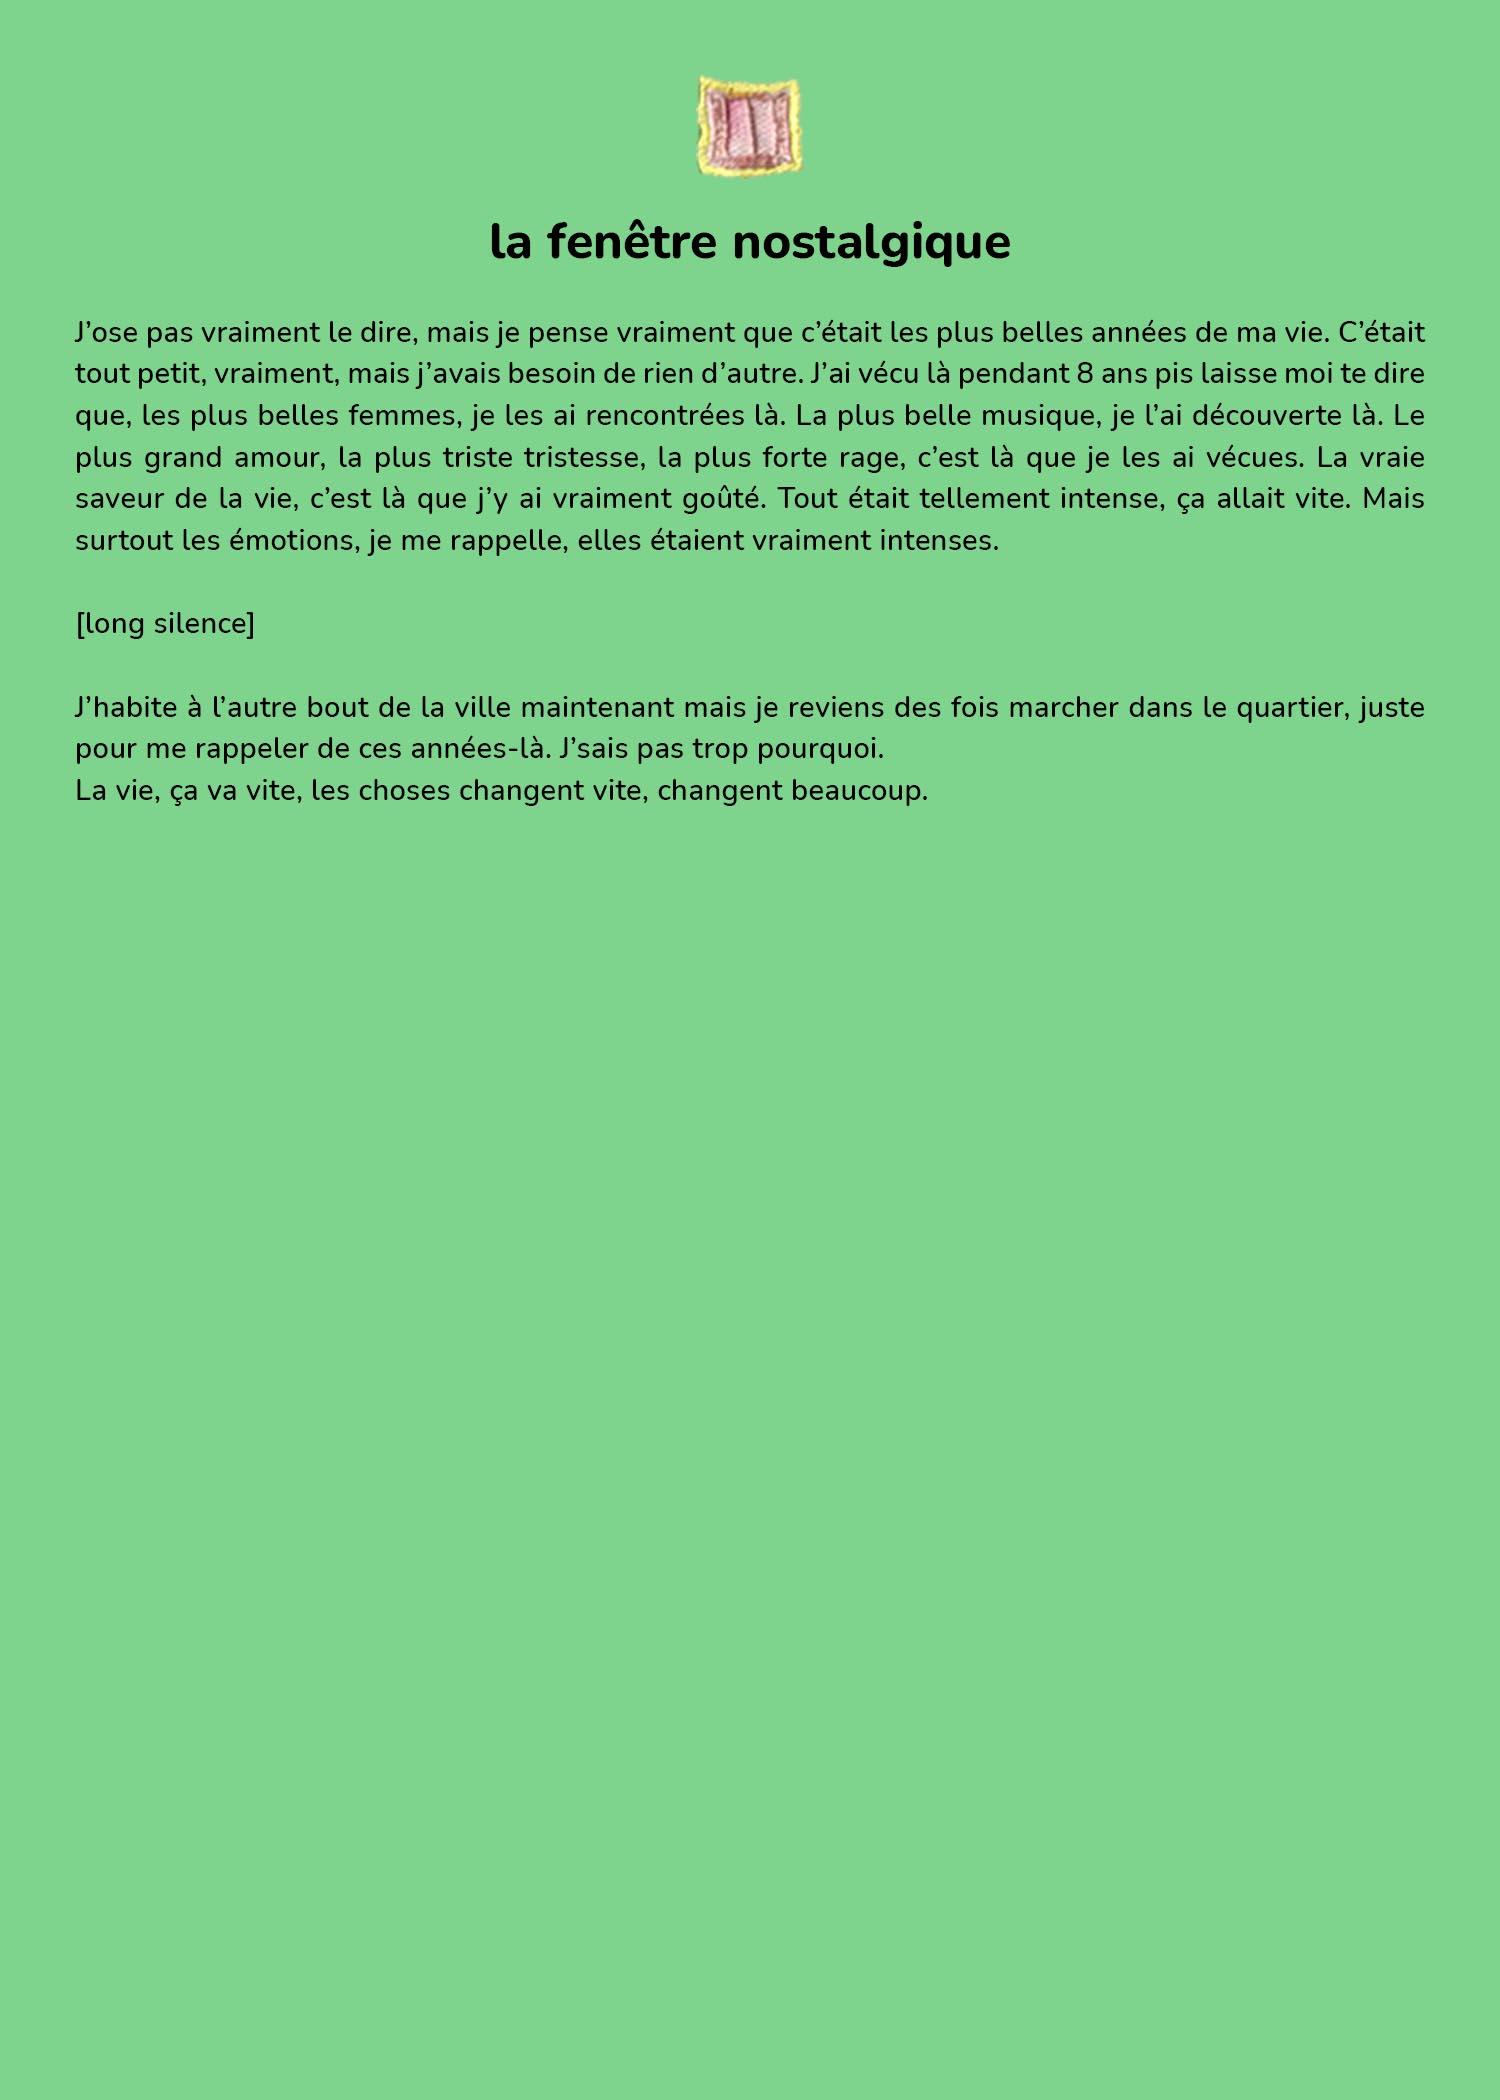 la fenêtre nostalgique
J’ose pas vraiment le dire, mais je pense vraiment que c’était les plus belles années de ma vie. C’était
tout petit, vraiment, mais j’avais besoin de rien d’autre. J’ai vécu là pendant 8 ans pis laisse moi te dire
que, les plus belles femmes, je les ai rencontrées là. La plus belle musique, je l’ai découverte là. Le
plus grand amour, la plus triste tristesse, la plus forte rage, c’est là que je les ai vécues. La vraie
saveur de la vie, c’est là que j’y ai vraiment goûté. Tout était tellement intense, ça allait vite. Mais
surtout les émotions, je me rappelle, elles étaient vraiment intenses.
[long silence]
J’habite à l’autre bout de la ville maintenant mais je reviens des fois marcher dans le quartier, juste
pour me rappeler de ces années-là. J’sais pas trop pourquoi.
La vie, ça va vite, les choses changent vite, changent beaucoup.